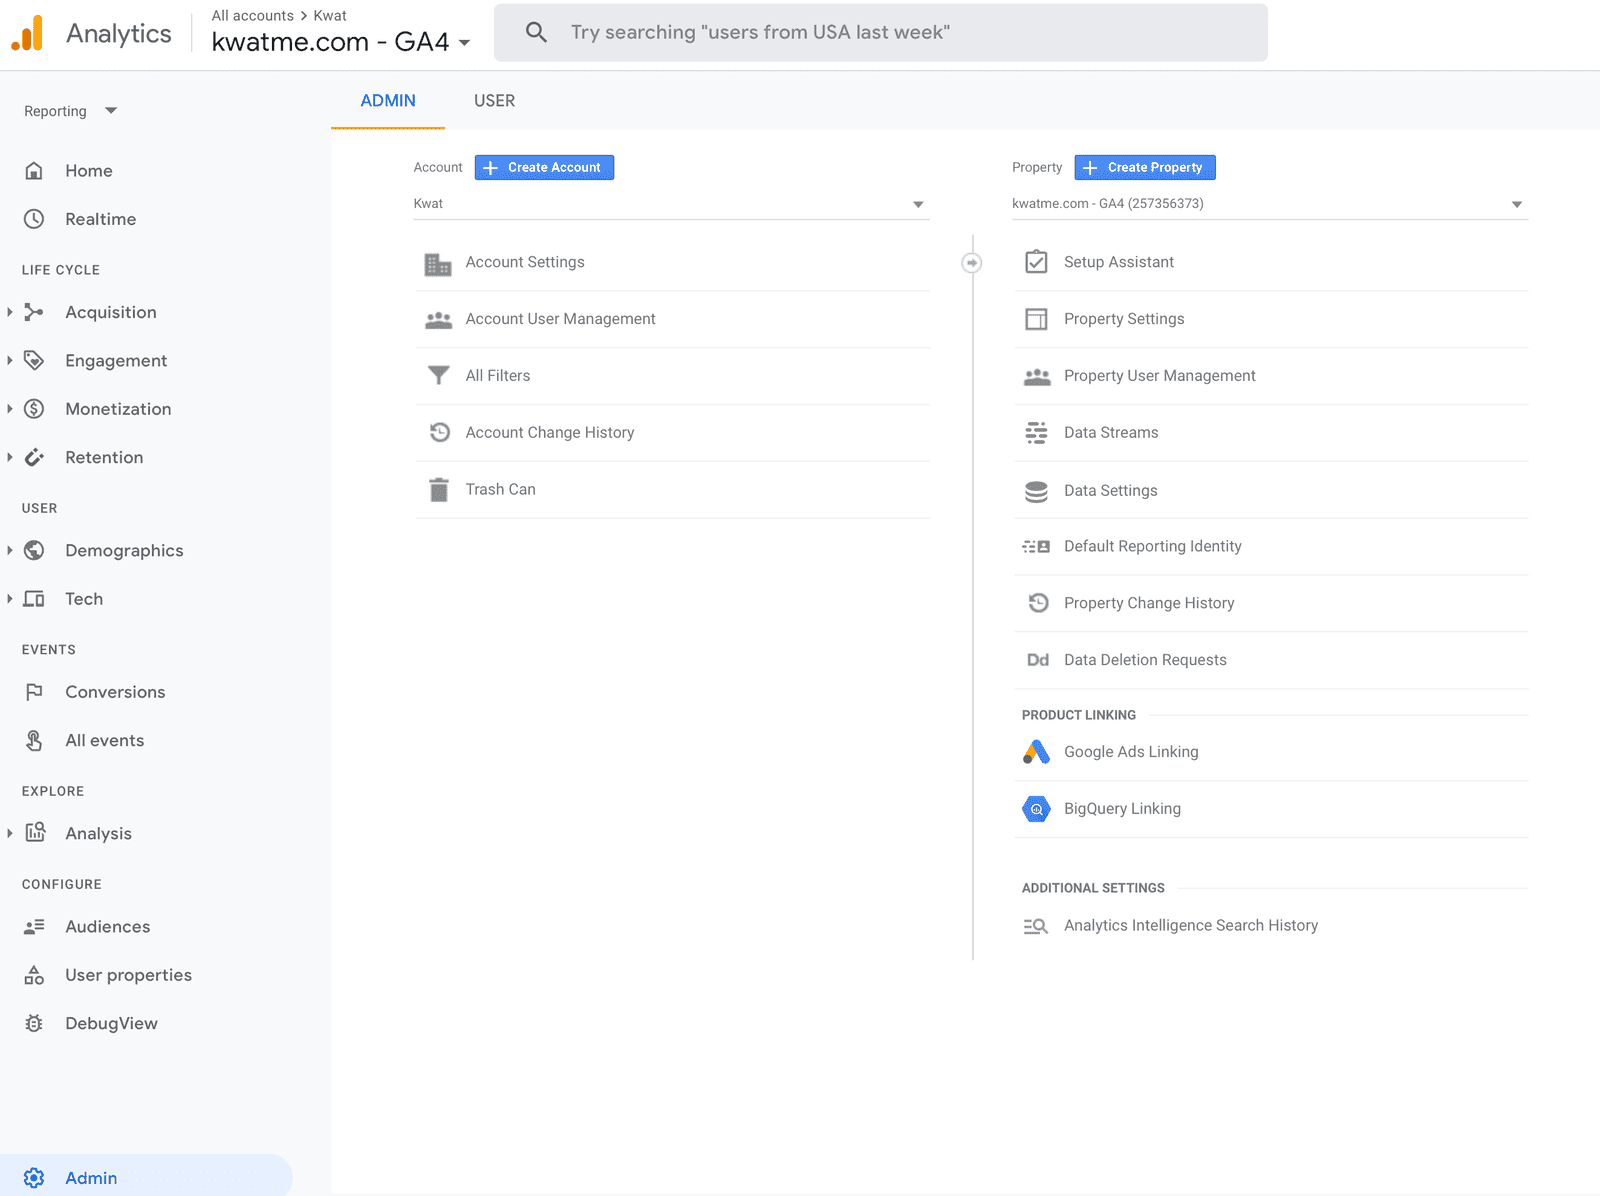 Analytics
All accounts > Kwat
kwatme.com - GA4
Try searching "users from USA last week"
Reporting
Home
Realtime
LIFE CYCLE
Acquisition
Engagement
Monetization
Retention
USER
Demographics
Tech
EVENTS
Conversions
All events
EXPLORE
Analysis
CONFIGURE
Audiences
User properties
DebugView
Admin
ADMIN
USER
Account
Create Account
Kwat
Account Settings
Account User Management
All Filters
Account Change History
Trash Can
Property
Create Property
kwatme.com - GA4 (257356373)
Setup Assistant
Property Settings
Property User Management
Data Streams
Data Settings
Default Reporting Identity
Property Change History
Dd Data Deletion Requests
PRODUCT LINKING
Google Ads Linking
BigQuery Linking
ADDITIONAL SETTINGS
Analytics Intelligence Search History